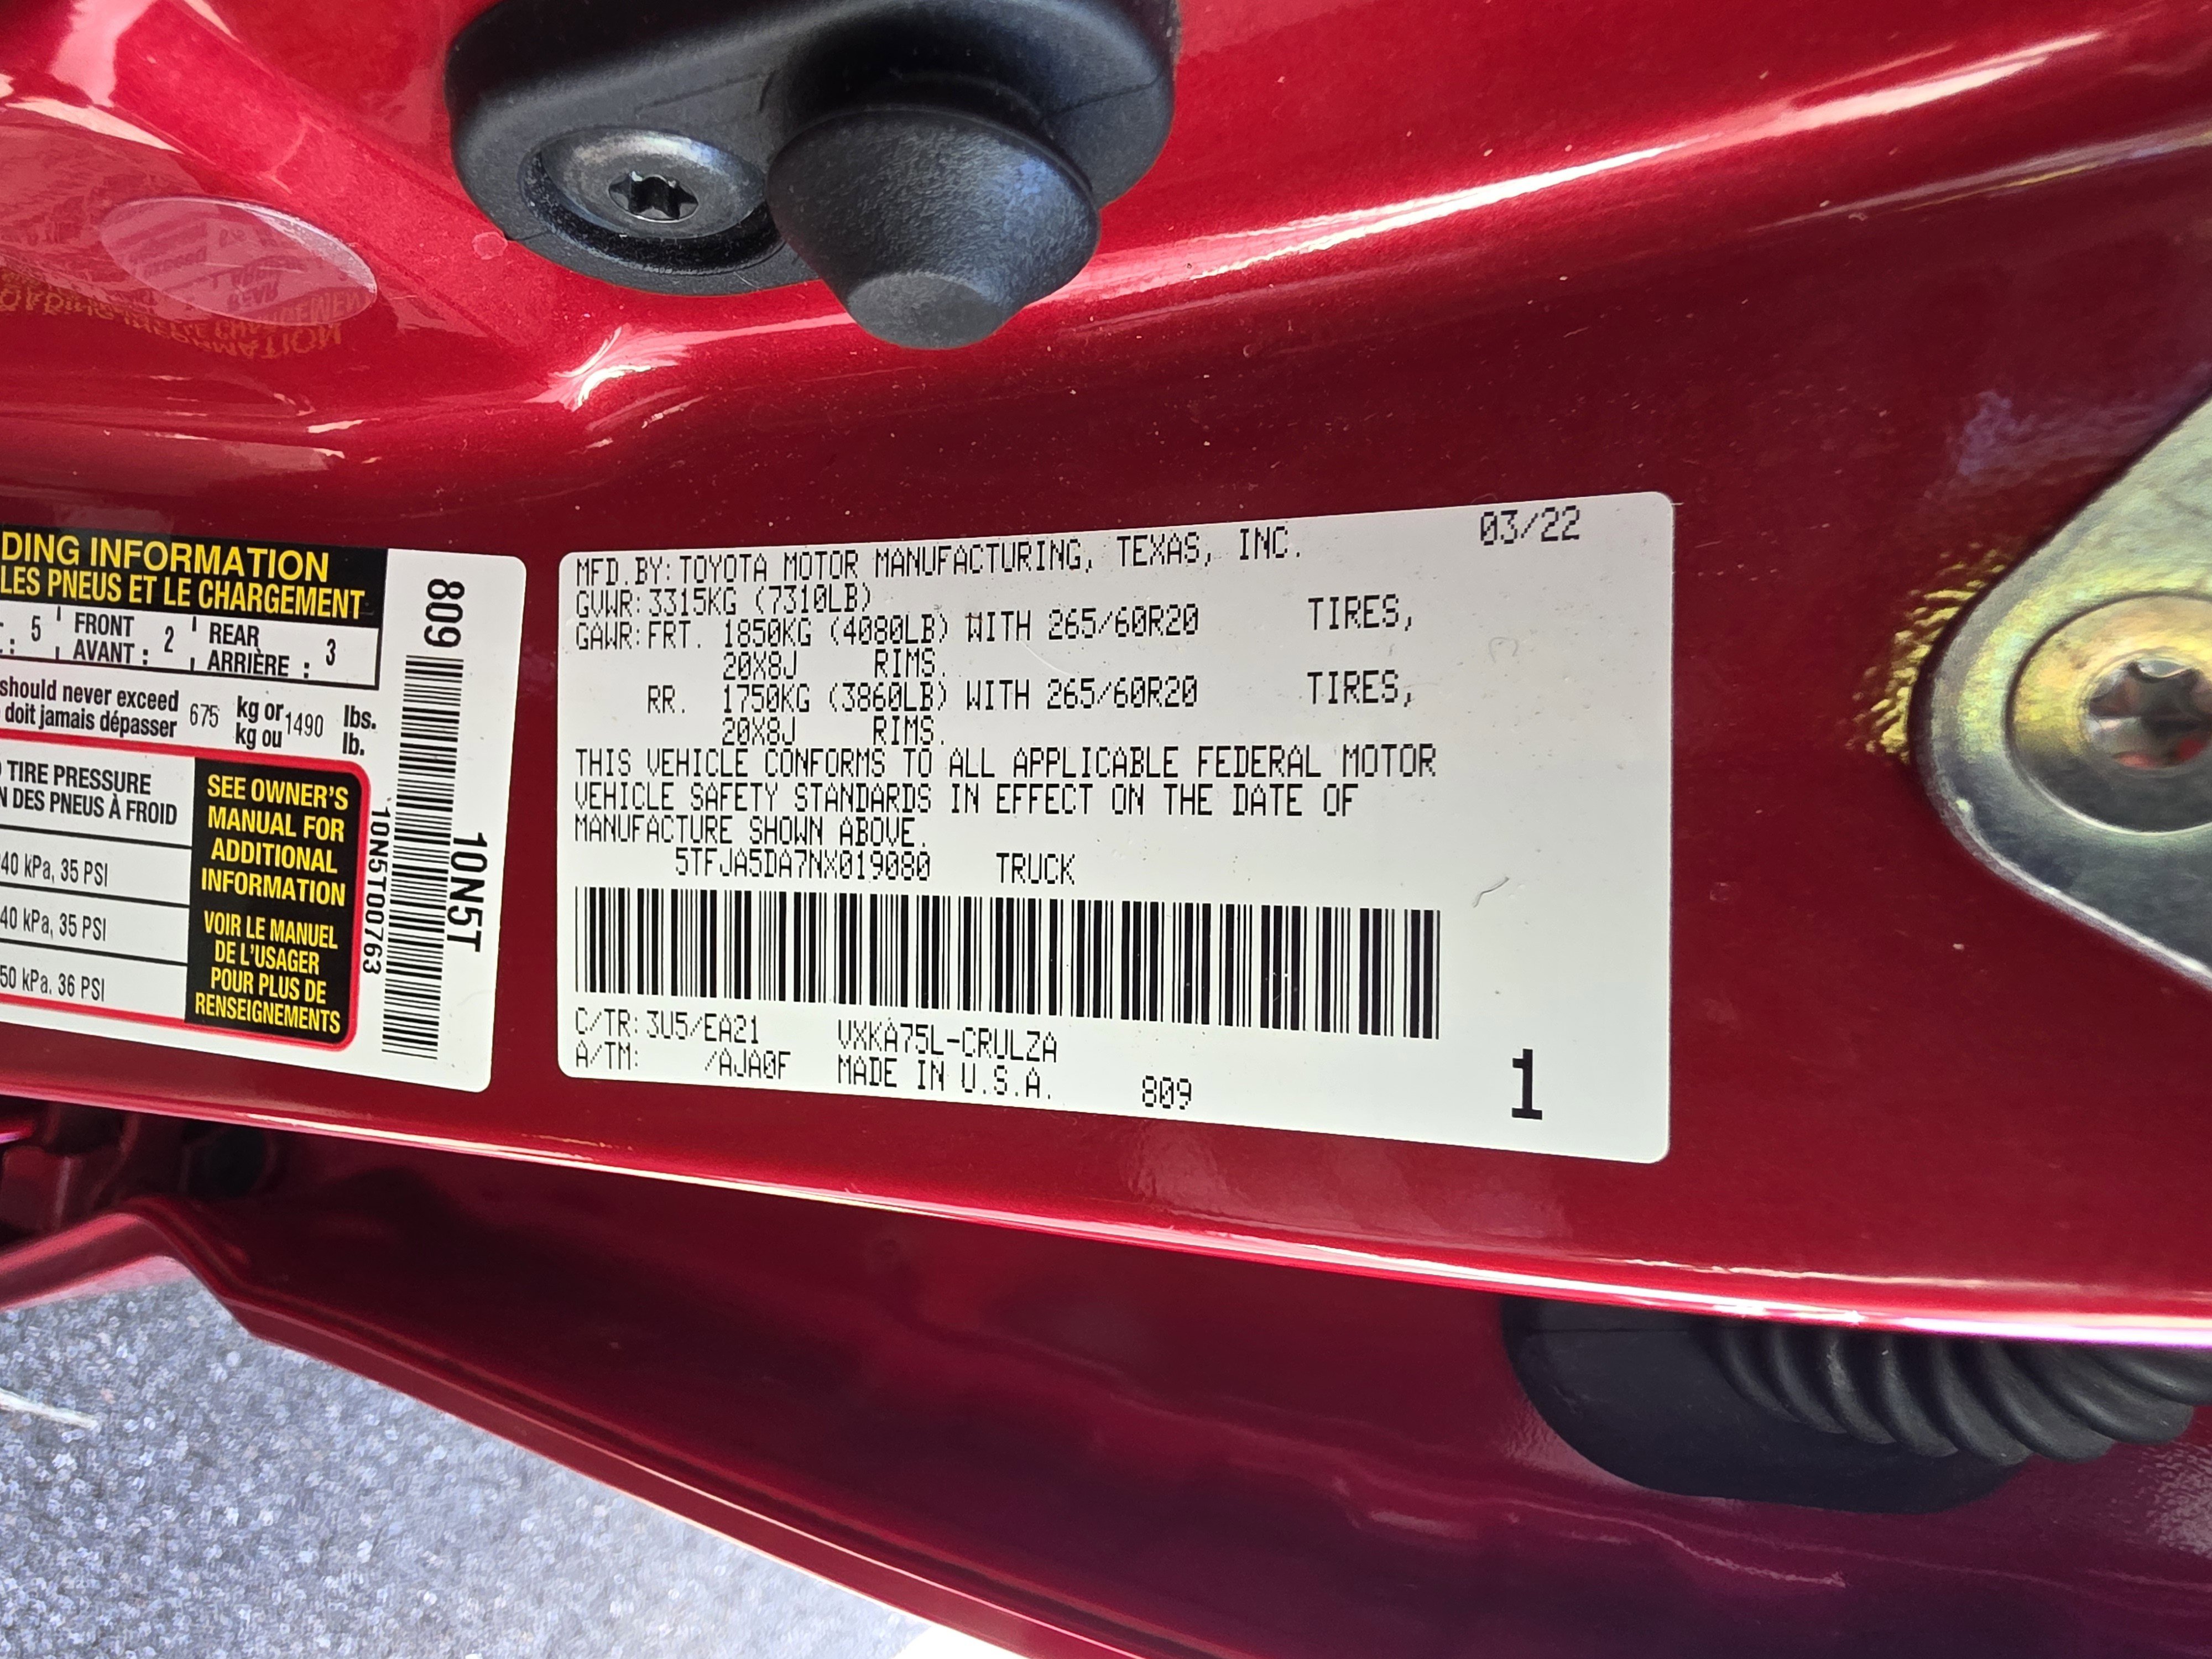 DING INFORMATION
LES PNEUS ET LE CHARGEMENT
5 FRONT AVANT : 2 REAR ARRIÈRE : 3
should never exceed 675 kg or 1490 lbs.
doit jamais dépasser kg ou lb.
TIRE PRESSURE
N DES PNEUS À FROID
40 kPa, 35 PSI
40 kPa, 35 PSI
50 kPa. 36 PSI
SEE OWNER'S
MANUAL FOR
ADDITIONAL
INFORMATION
VOIR LE MANUEL
DE L'USAGER
POUR PLUS DE
RENSEIGNEMENTS
809
10N5T00763
10N5T
MFD.BY:TOYOTA MOTOR MANUFACTURING, TEXAS, INC. 03/22
GVWR:3315KG (7310LB)
GAWR:FRT. 1850KG (4080LB) WITH 265/60R20 TIRES,
20X8J RIMS.
RR. 1750KG (3860LB) WITH 265/60R20 TIRES,
20X8J RIMS.
THIS VEHICLE CONFORMS TO ALL APPLICABLE FEDERAL MOTOR
VEHICLE SAFETY STANDARDS IN EFFECT ON THE DATE OF
MANUFACTURE SHOWN ABOVE.
5TFJA5DA7NX019080 TRUCK
C/TR:3U5/EA21 VXKA75L-CRULZA
A/TM: /AJA0F MADE IN U.S.A. 809
1